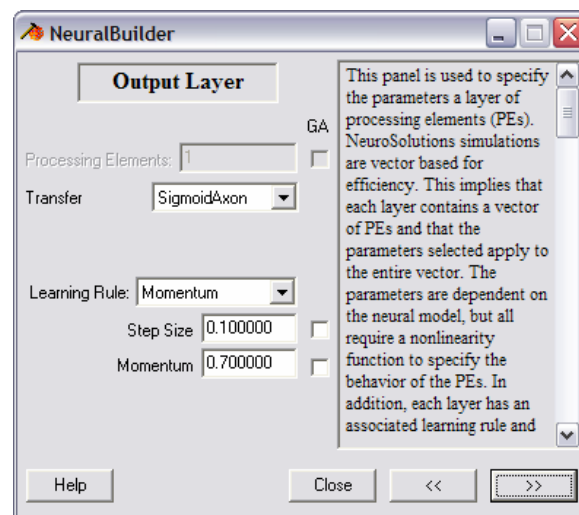 NeuralBuilder
Output Layer
GA
Processing Elements: 1
Transfer SigmoidAxon
Learning Rule: Momentum
Step Size 0.100000
Momentum 0.700000
This panel is used to specify
the parameters a layer of
processing elements (PEs).
NeuroSolutions simulations
are vector based for
efficiency. This implies that
each layer contains a vector
of PEs and that the
parameters selected apply to
the entire vector. The
parameters are dependent on
the neural model, but all
require a nonlinearity
function to specify the
behavior of the PEs. In
addition, each layer has an
associated learning rule and
Help Close << >>